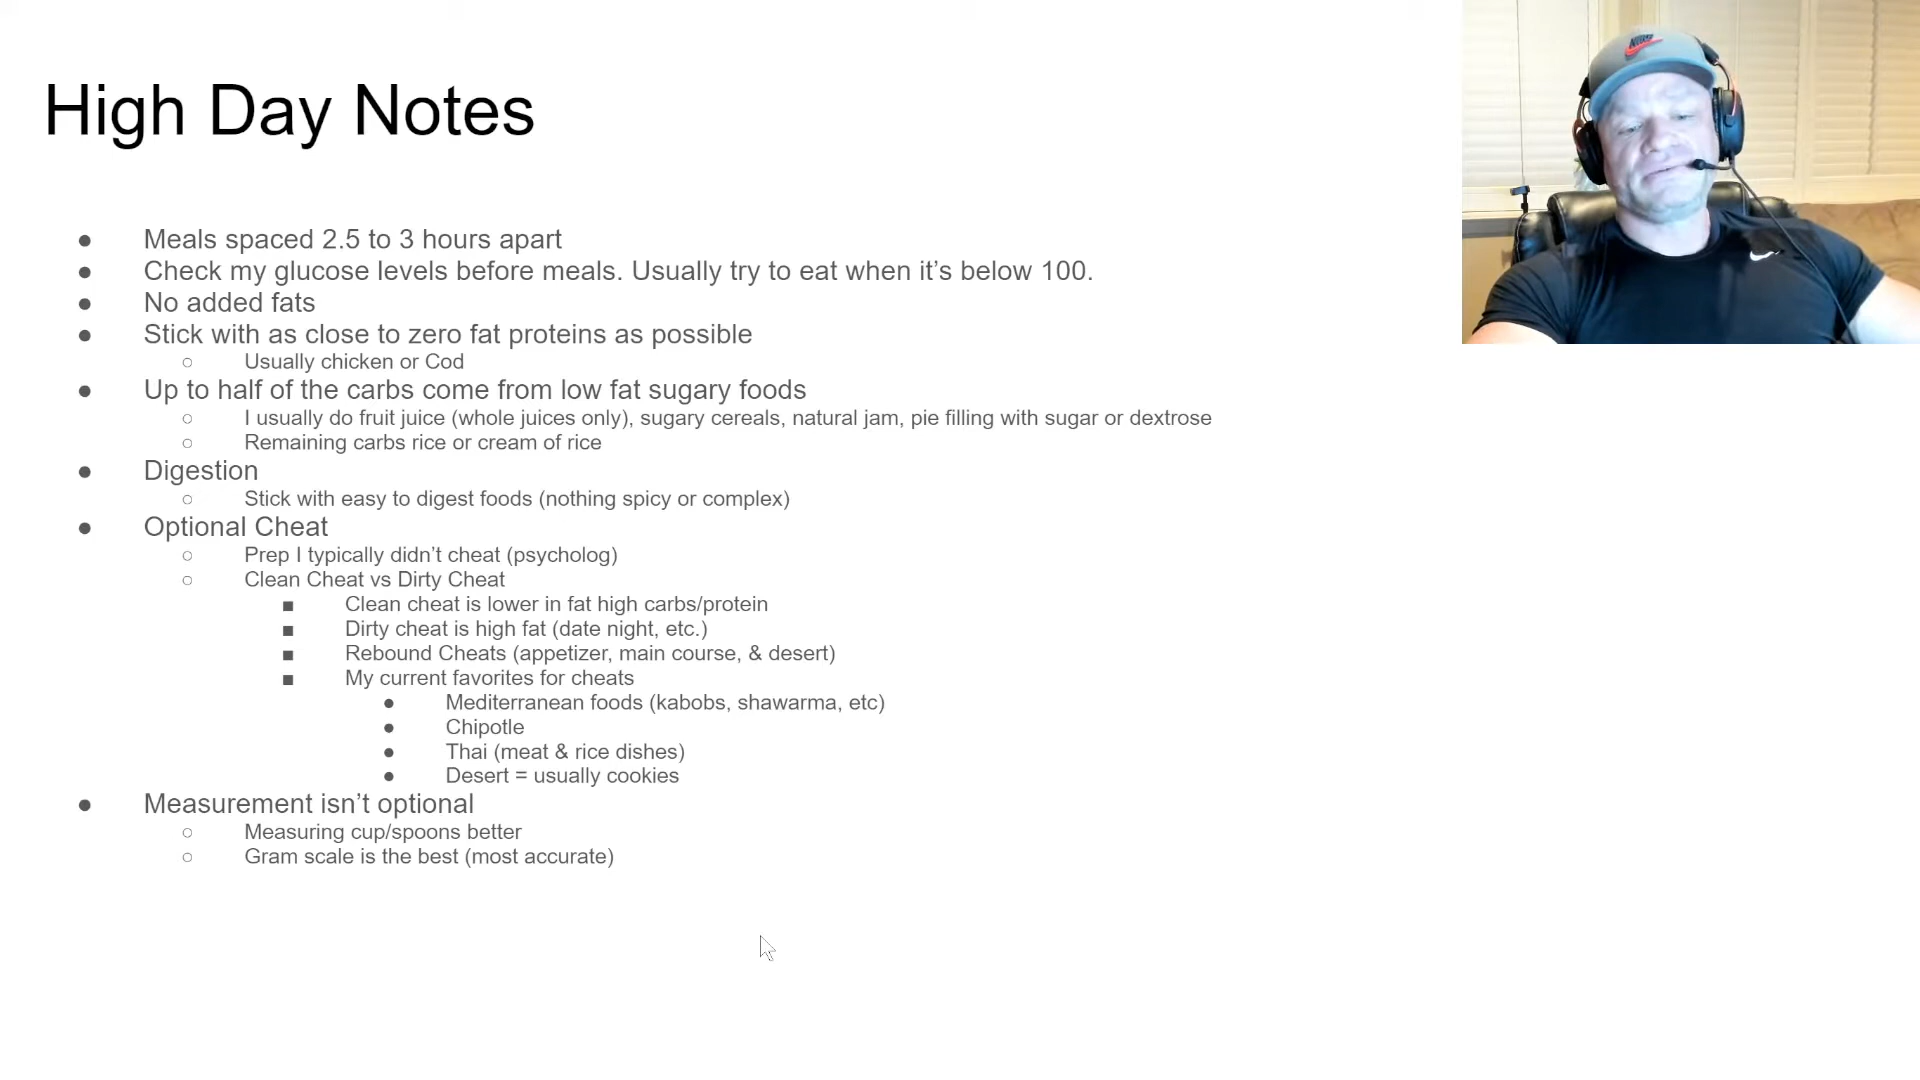 High Day Notes
● Meals spaced 2.5 to 3 hours apart
● Check my glucose levels before meals. Usually try to eat when it’s below 100.
● No added fats
● Stick with as close to zero fat proteins as possible
○ Usually chicken or Cod
● Up to half of the carbs come from low fat sugary foods
○ I usually do fruit juice (whole juices only), sugary cereals, natural jam, pie filling with sugar or dextrose
○ Remaining carbs rice or cream of rice
● Digestion
○ Stick with easy to digest foods (nothing spicy or complex)
● Optional Cheat
○ Prep I typically didn’t cheat (psycholog)
○ Clean Cheat vs Dirty Cheat
■ Clean cheat is lower in fat high carbs/protein
■ Dirty cheat is high fat (date night, etc.)
■ Rebound Cheats (appetizer, main course, & desert)
■ My current favorites for cheats
● Mediterranean foods (kabobs, shawarma, etc)
● Chipotle
● Thai (meat & rice dishes)
● Desert = usually cookies
● Measurement isn’t optional
○ Measuring cup/spoons better
○ Gram scale is the best (most accurate)